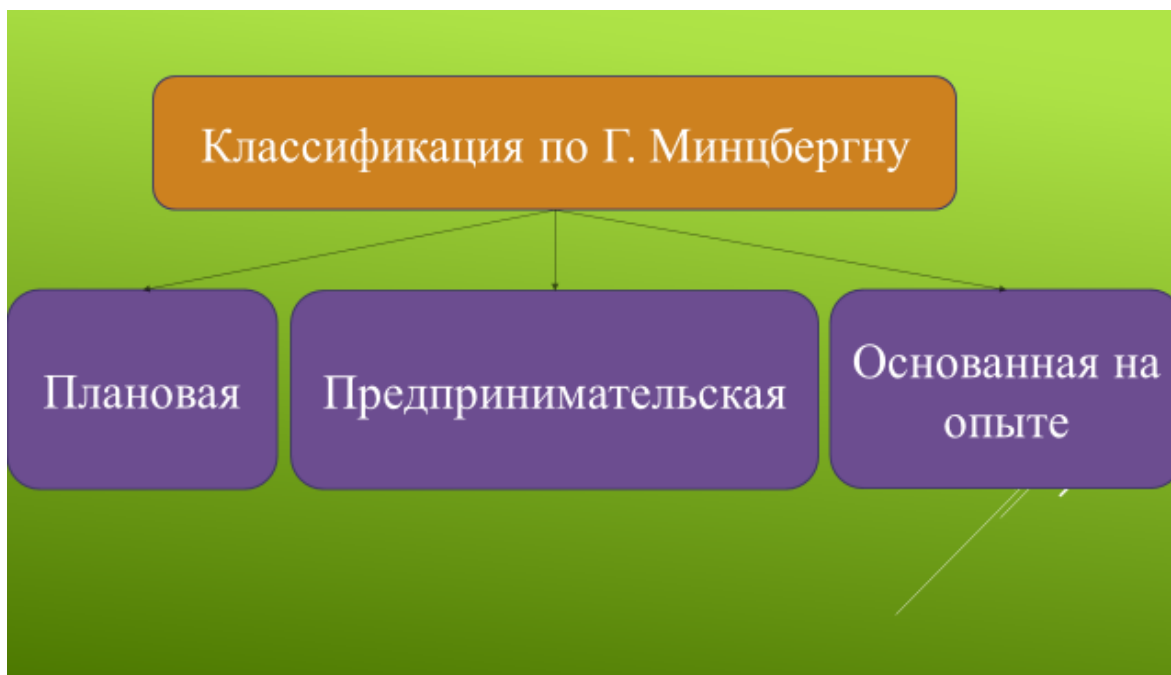 Классификация по Г. Минцбергну
Плановая
Предпринимательская
Основанная на
опыте